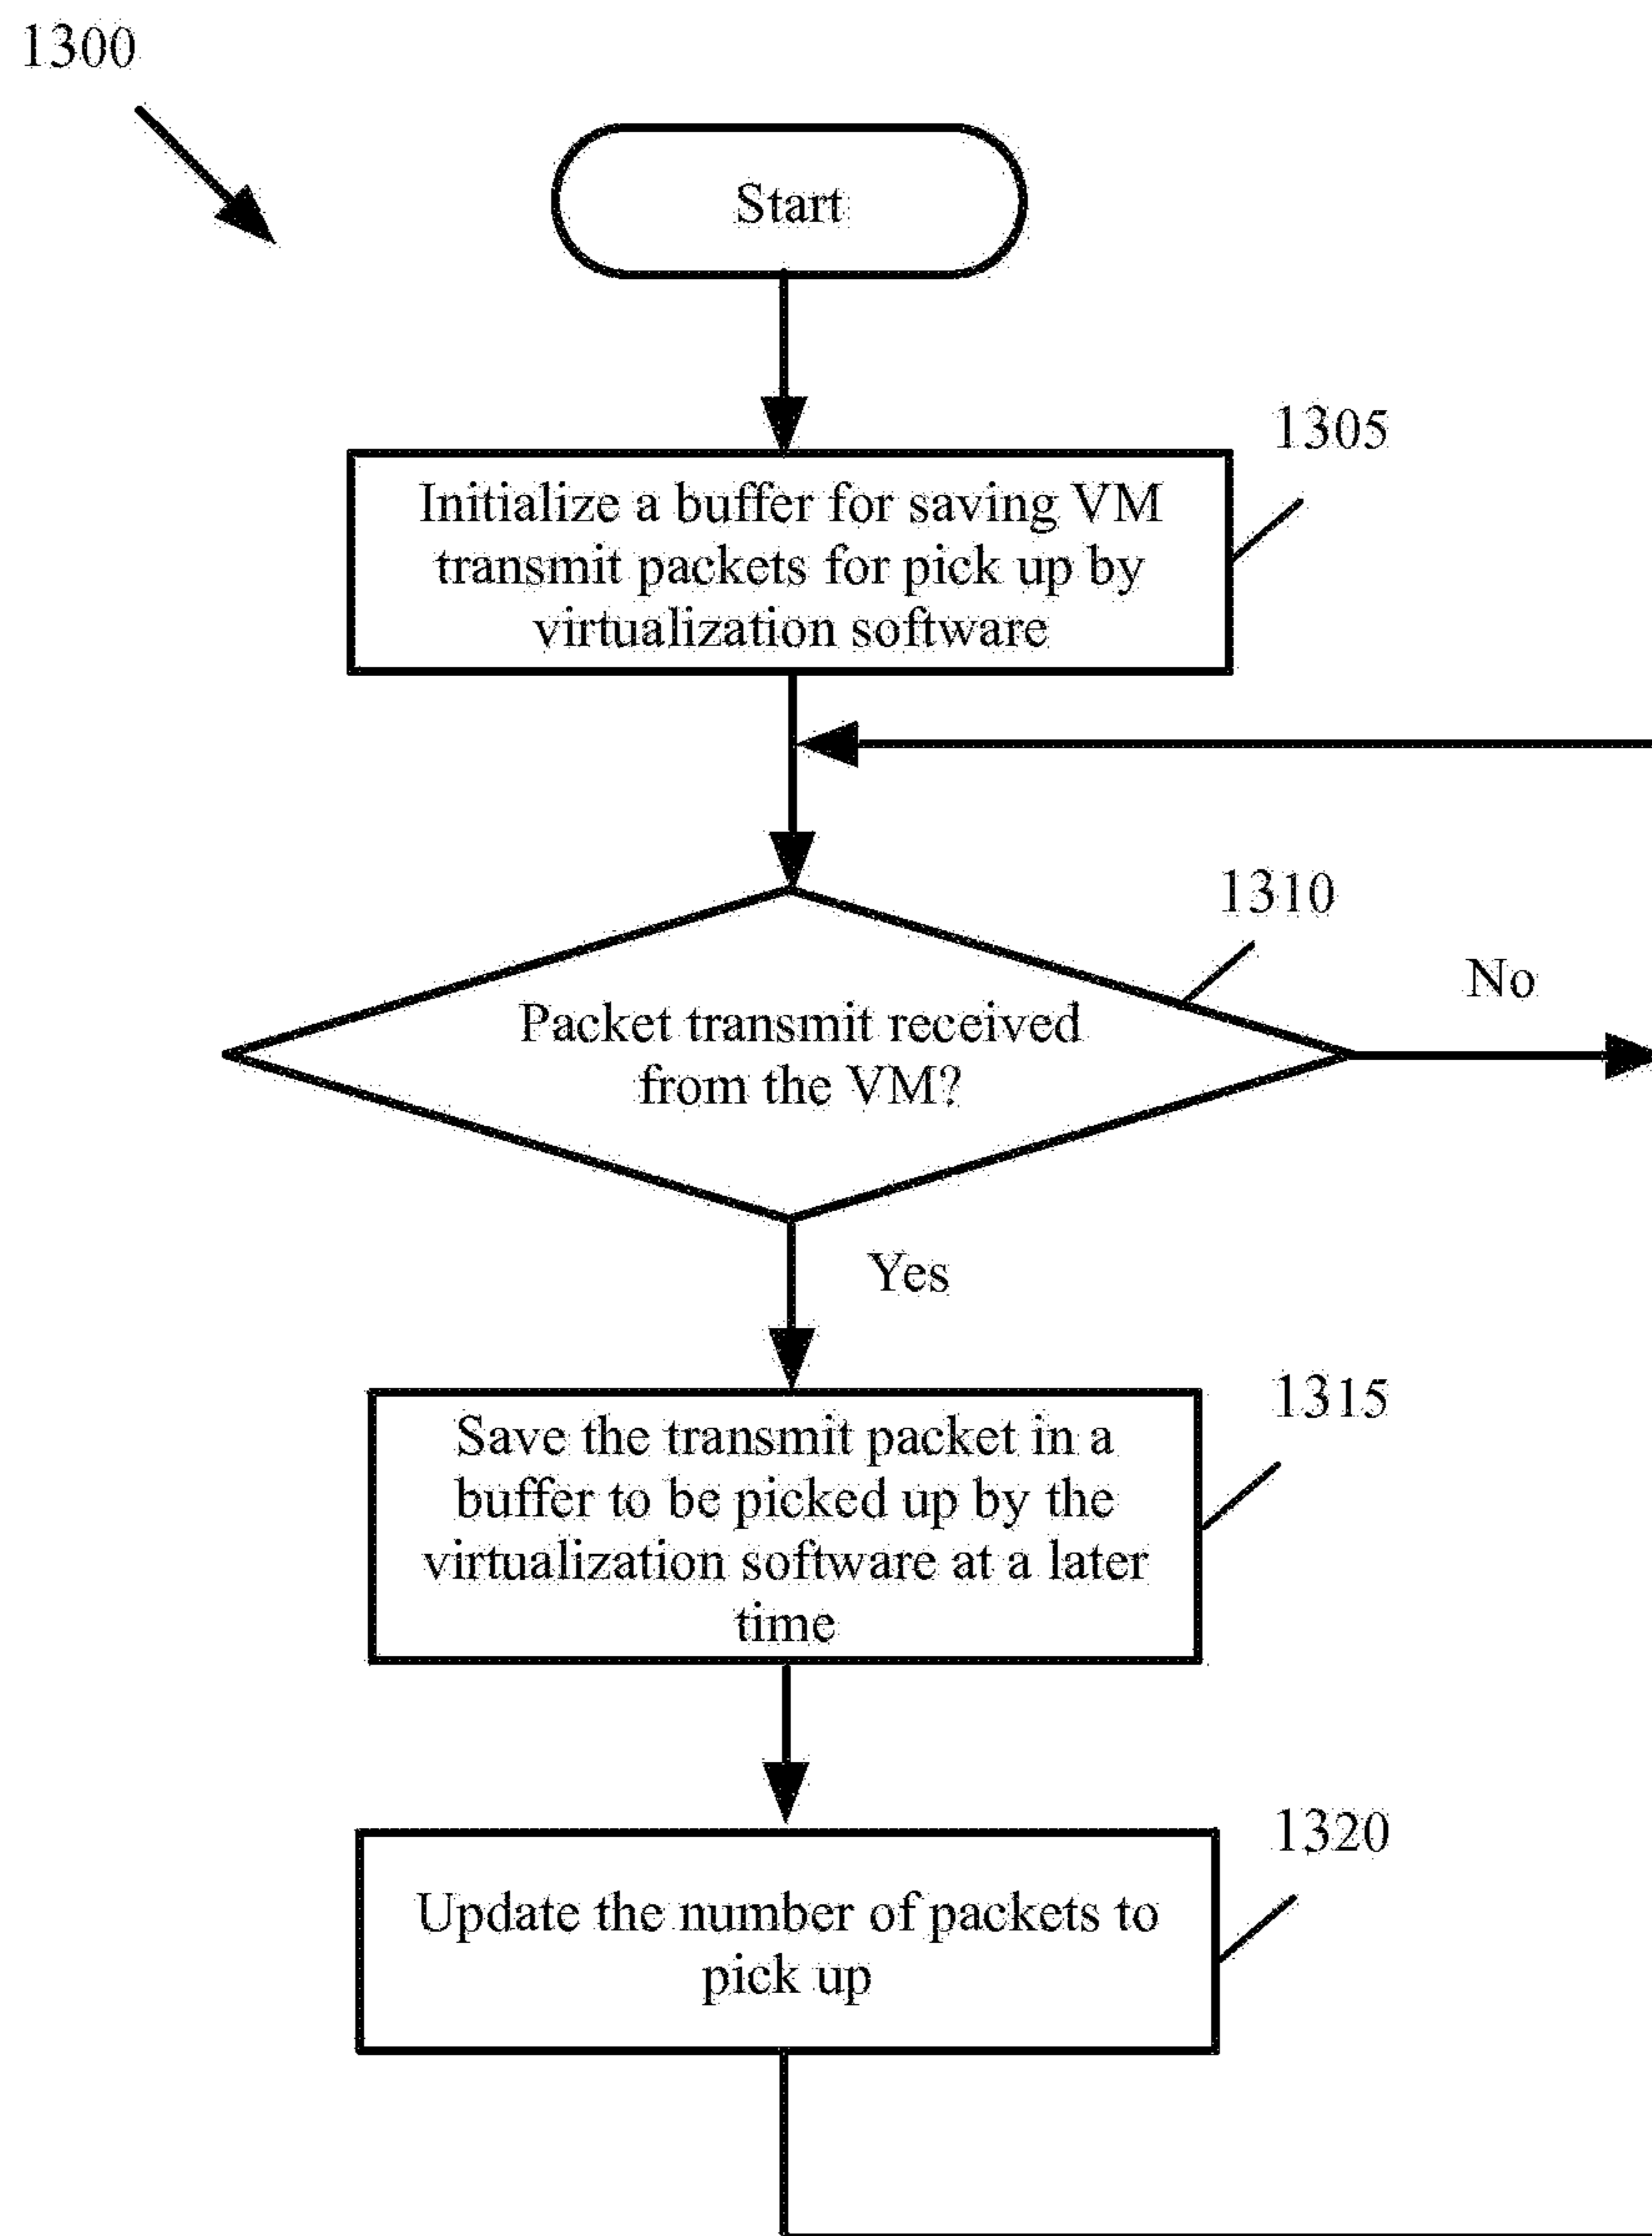 1300
Start
1305
Initialize a buffer for saving VM
transmit packets for pick up by
virtualization software
1310
No
Packet transmit received
from the VM?
Yes
1315
Save the transmit packet in a
buffer to be picked up by the
virtualization software at a later
time
1320
Update the number of packets to
pick up